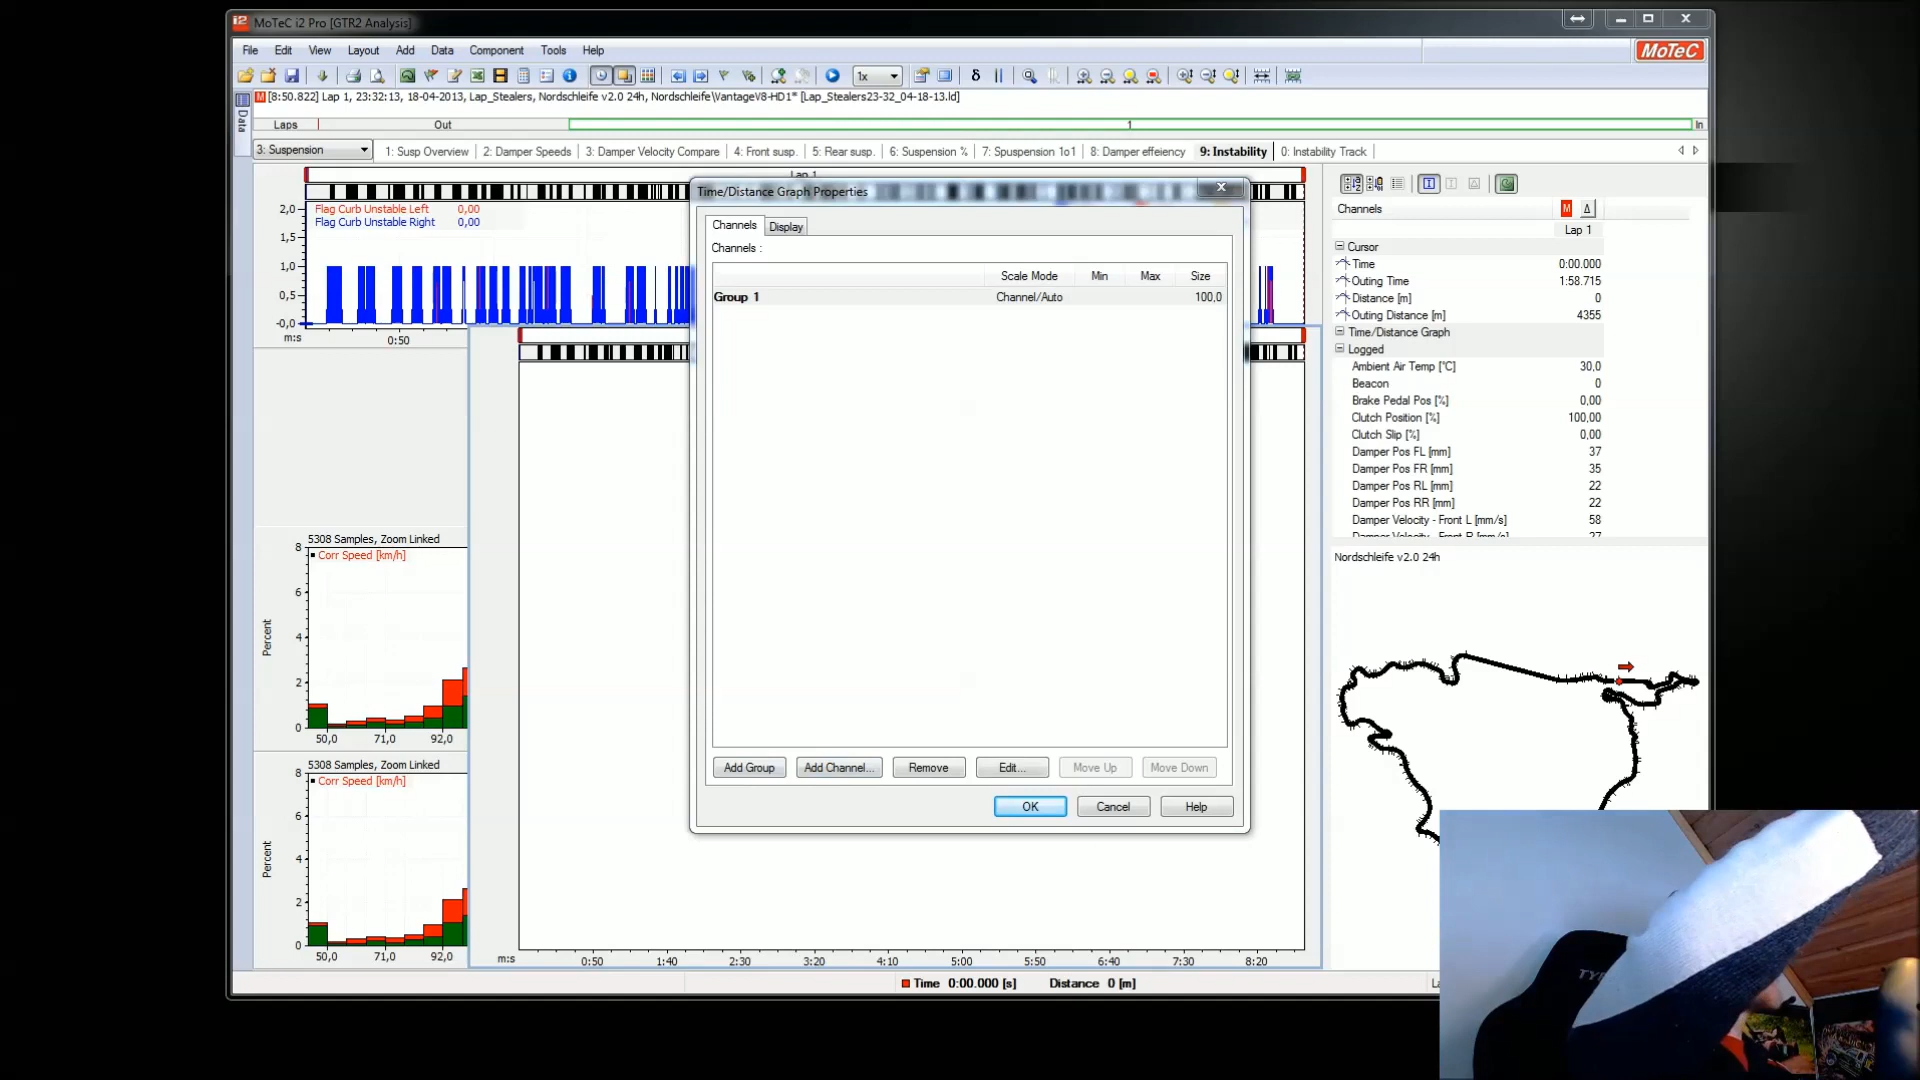 i2 MoTeC i2 Pro [GTR2 Analysis]
File Edit View Layout Add Data Component Tools Help
MoTeC
1x
δ
M [8:50.822] Lap 1, 23:32:13, 18-04-2013, Lap_Stealers, Nordschleife v2.0 24h, Nordschleife\VantageV8-HD1* [Lap_Stealers23-32_04-18-13.ld]
Data
Laps Out 1 In
3: Suspension 1: Susp Overview 2: Damper Speeds 3: Damper Velocity Compare 4: Front susp. 5: Rear susp. 6: Suspension % 7: Spuspension 1o1 8: Damper effeiency 9: Instability 0: Instability Track
Lap 1
Flag Curb Unstable Left 0,00
Flag Curb Unstable Right 0,00
2,0
1,5
1,0
0,5
-0,0
m:s 0:50
5308 Samples, Zoom Linked
Corr Speed [km/h]
Percent
8
6
4
2
0
50,0 71,0 92,0
5308 Samples, Zoom Linked
Corr Speed [km/h]
Percent
8
6
4
2
0
50,0 71,0 92,0
Time/Distance Graph Properties
Channels Display
Channels :
Scale Mode Min Max Size
Group 1 Channel/Auto 100,0
Add Group Add Channel... Remove Edit... Move Up Move Down
OK Cancel Help
m:s 0:50 1:40 2:30 3:20 4:10 5:00 5:50 6:40 7:30 8:20
Time 0:00.000 [s] Distance 0 [m]
Channels M Δ
Lap 1
Cursor
Time 0:00.000
Outing Time 1:58.715
Distance [m] 0
Outing Distance [m] 4355
Time/Distance Graph
Logged
Ambient Air Temp [°C] 30,0
Beacon 0
Brake Pedal Pos [%] 0,00
Clutch Position [%] 100,00
Clutch Slip [%] 0,00
Damper Pos FL [mm] 37
Damper Pos FR [mm] 35
Damper Pos RL [mm] 22
Damper Pos RR [mm] 22
Damper Velocity - Front L [mm/s] 58
Damper Velocity - Front R [mm/s] 27
Nordschleife v2.0 24h